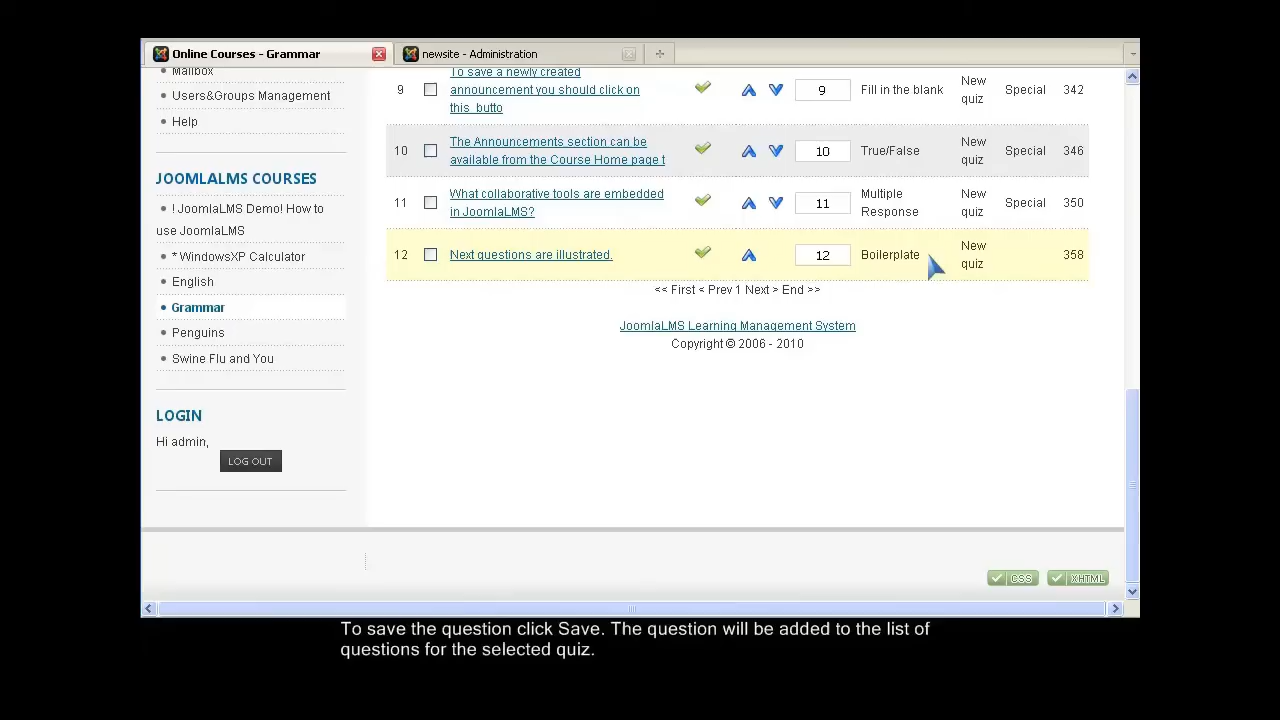 Online Courses - Grammar
newsite - Administration
Mailbox
Users&Groups Management
Help
JOOMLALMS COURSES
! JoomlaLMS Demo! How to
use JoomlaLMS
* WindowsXP Calculator
English
Grammar
Penguins
Swine Flu and You
LOGIN
Hi admin,
LOG OUT
9 To save a newly created announcement you should click on this_butto 9 Fill in the blank New quiz Special 342
10 The Announcements section can be available from the Course Home page t 10 True/False New quiz Special 346
11 What collaborative tools are embedded in JoomlaLMS? 11 Multiple Response New quiz Special 350
12 Next questions are illustrated. 12 Boilerplate New quiz 358
<< First < Prev 1 Next > End >>
JoomlaLMS Learning Management System
Copyright © 2006 - 2010
CSS XHTML
To save the question click Save. The question will be added to the list of
questions for the selected quiz.